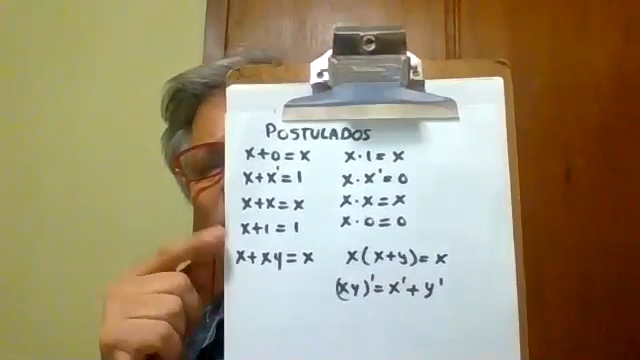 POSTULADOS
x+0=x x·1=x
x+x'=1 x·x'=0
x+x=x x·x=x
x+1=1 x·0=0
x+xy=x x(x+y)=x
(xy)'=x'+y'